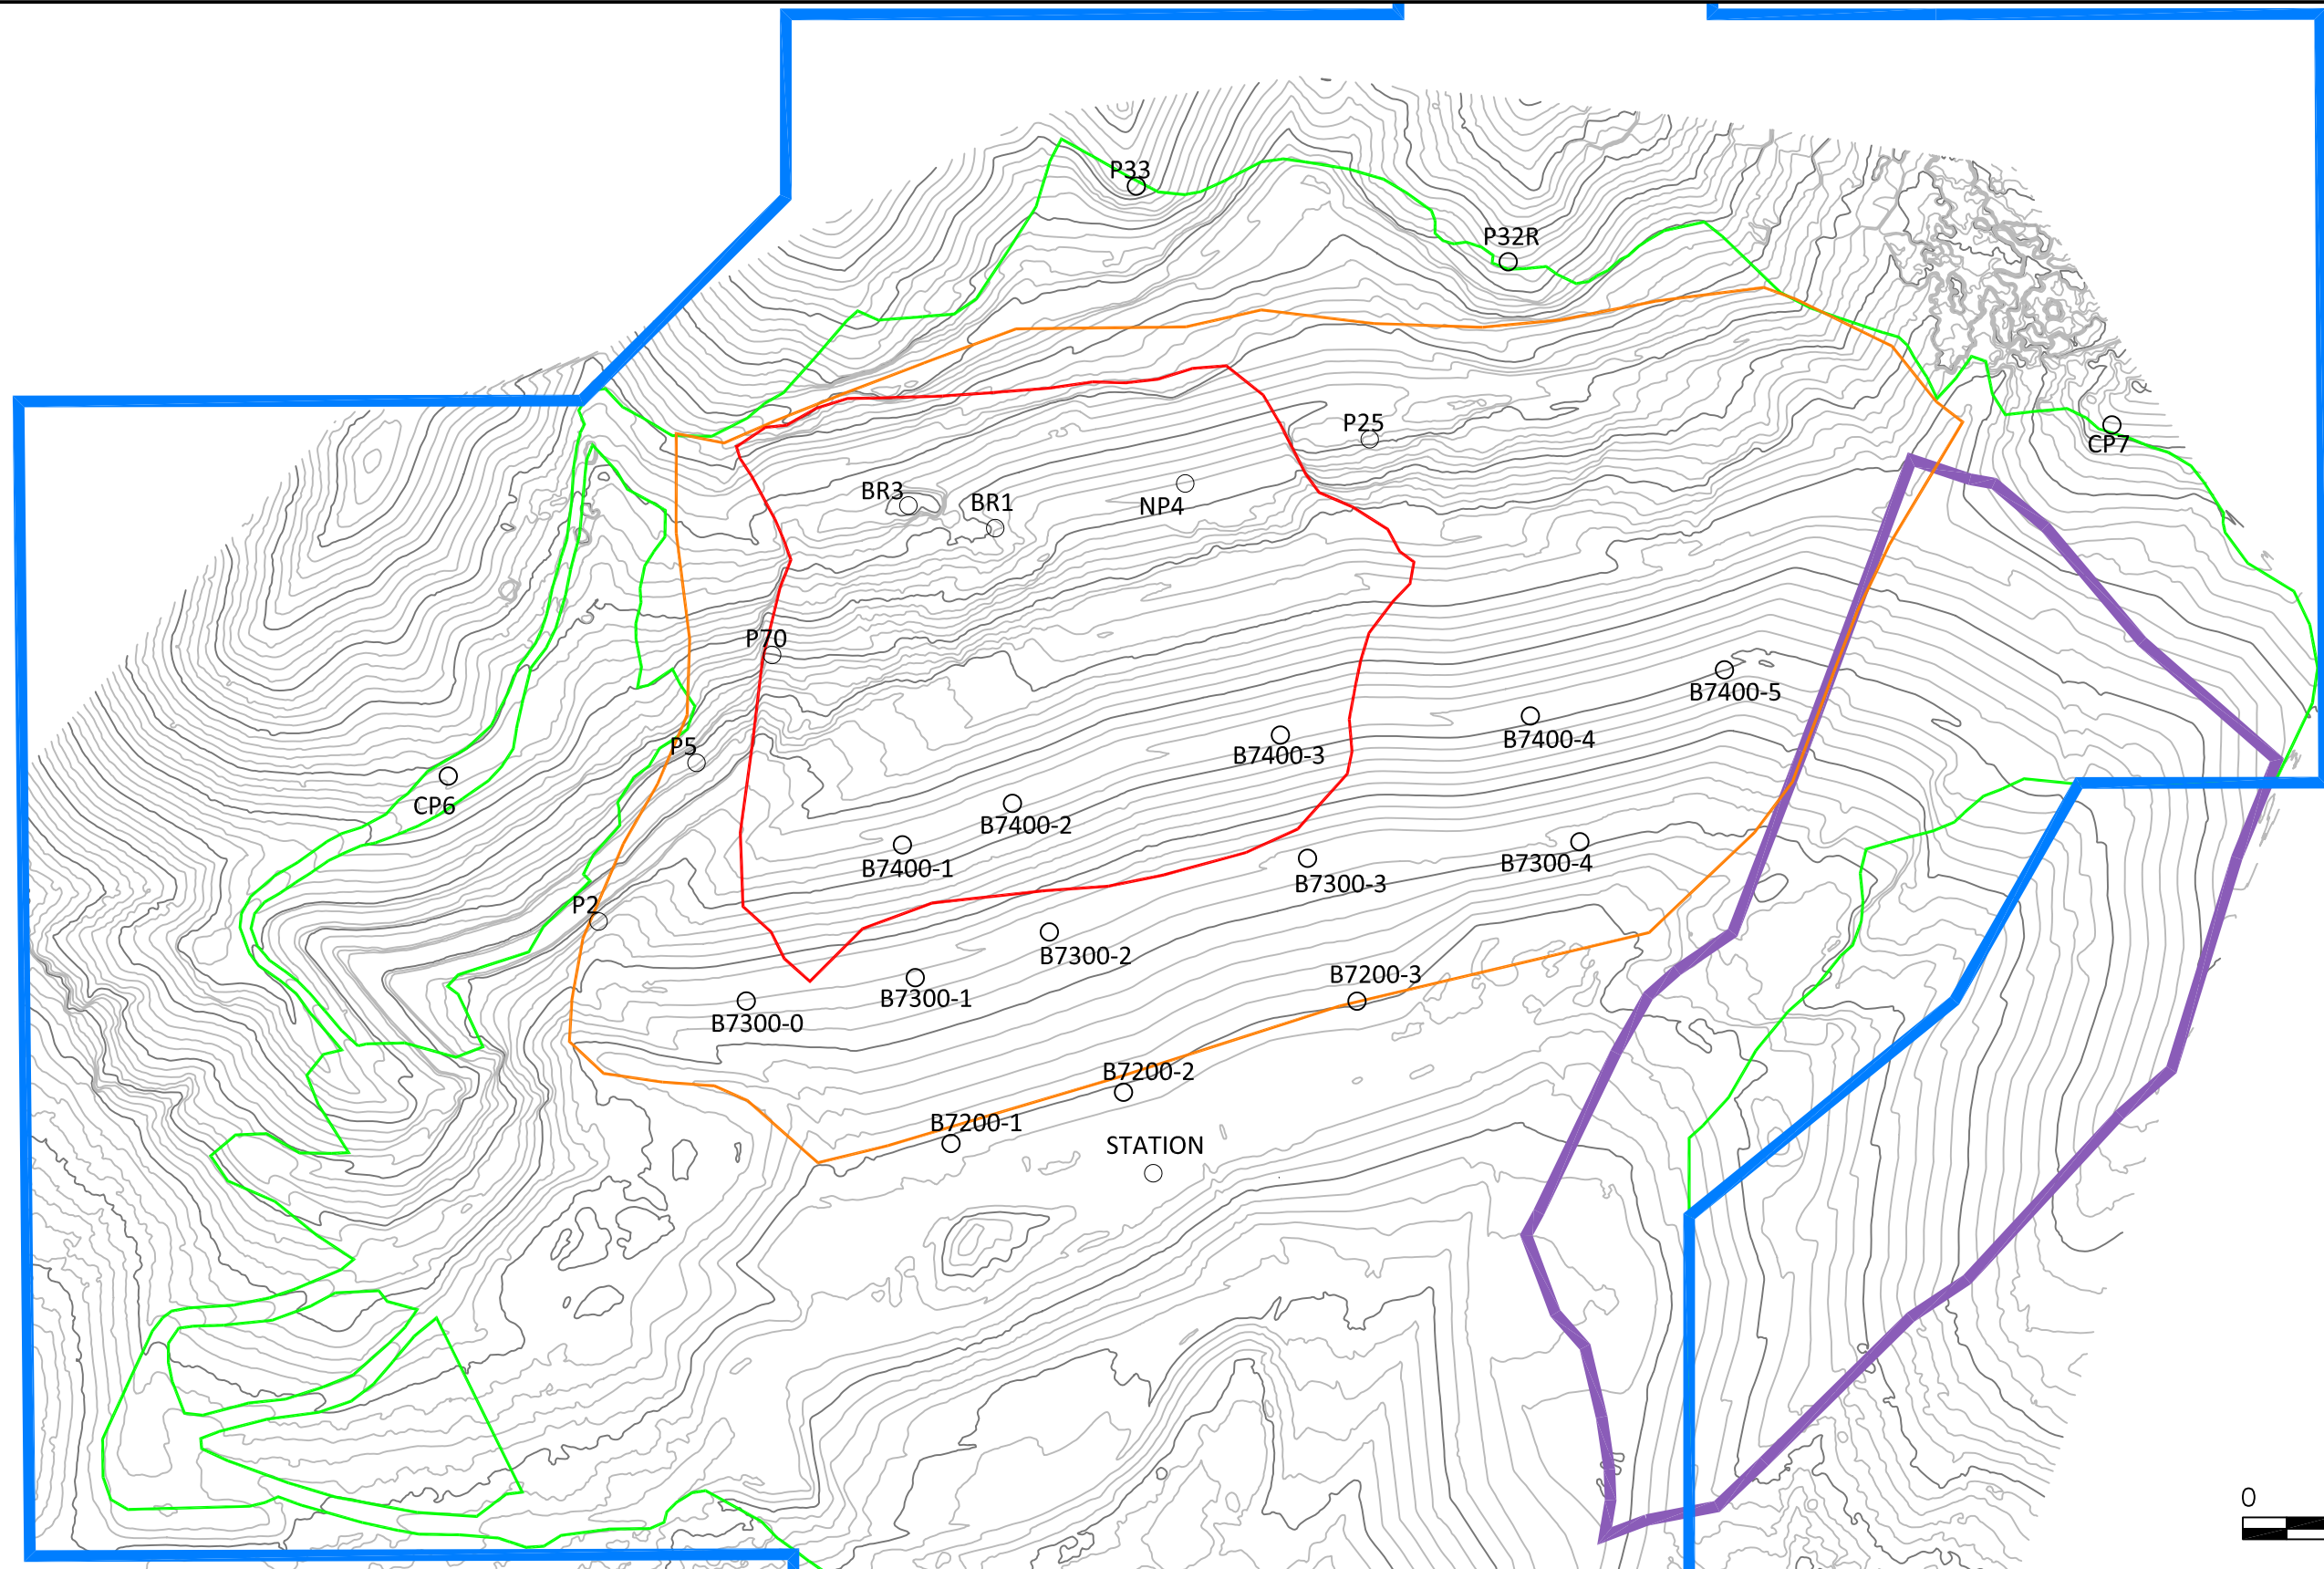 P33
P32R
P25
CP7
BR3
BR1
NP4
P70
B7400-5
P5
B7400-4
B7400-3
CP6
B7400-2
B7400-1
B7300-4
B7300-3
P2
B7300-2
B7200-3
B7300-1
B7300-0
B7200-2
B7200-1
STATION
0